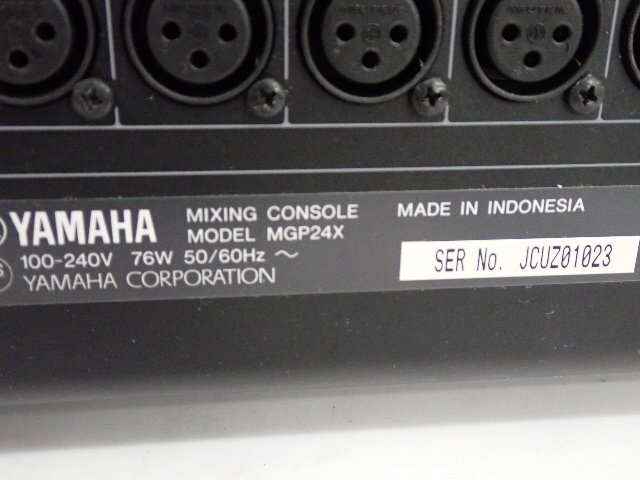 YAMAHA
MIXING CONSOLE
MODEL MGP24X
MADE IN INDONESIA
100-240V 76W 50/60Hz ～
YAMAHA CORPORATION
SER No. JCUZ01023